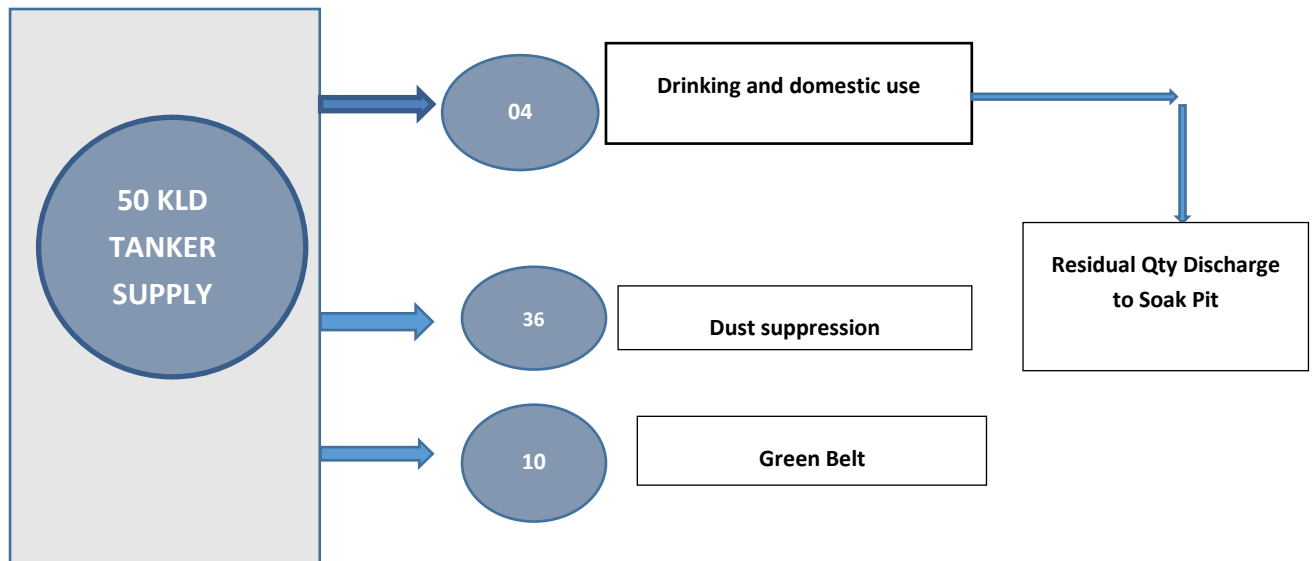 50 KLD
TANKER
SUPPLY
04
Drinking and domestic use
Residual Qty Discharge
to Soak Pit
36
Dust suppression
10
Green Belt